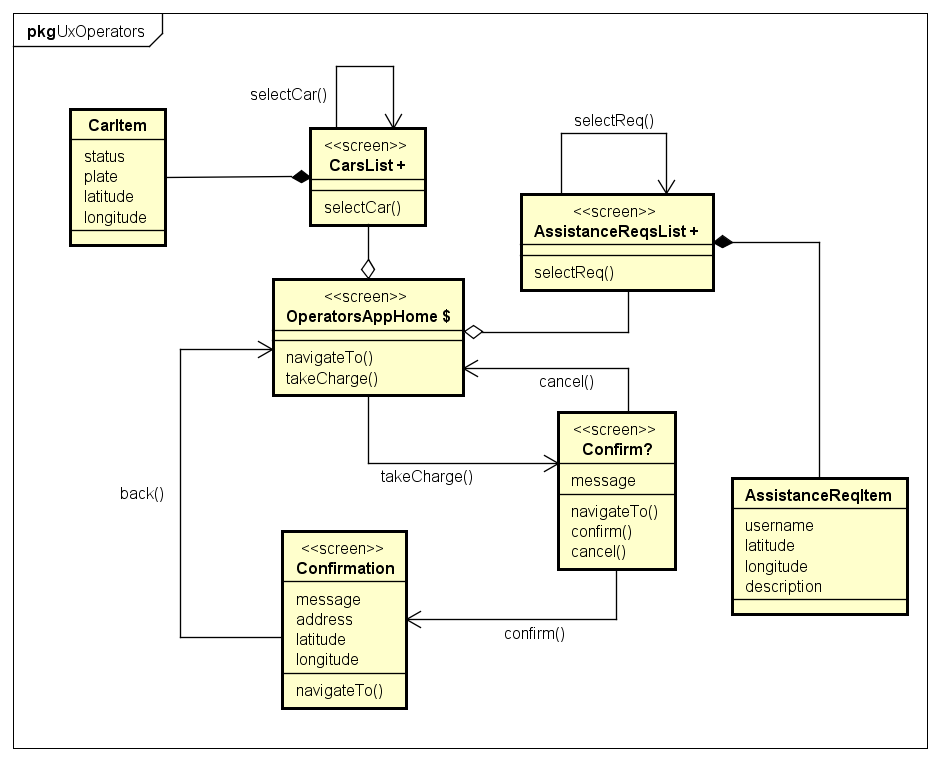 pkg UxOperators
selectCar()
CarItem
status
plate
latitude
longitude
<<screen>>
CarsList +
selectCar()
selectReq()
<<screen>>
AssistanceReqsList +
selectReq()
<<screen>>
OperatorsAppHome $
navigateTo()
takeCharge()
cancel()
<<screen>>
Confirm?
message
navigateTo()
confirm()
cancel()
takeCharge()
back()
AssistanceReqItem
username
latitude
longitude
description
<<screen>>
Confirmation
message
address
latitude
longitude
navigateTo()
confirm()